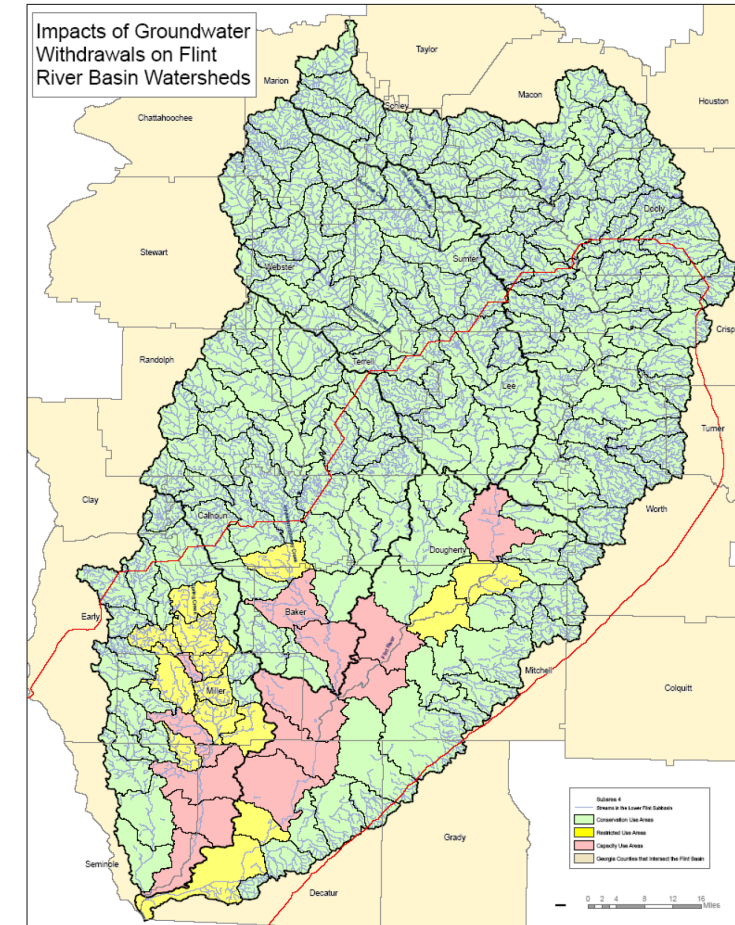 Impacts of Groundwater
Withdrawals on Flint
River Basin Watersheds
Taylor
Marion
Macon
Schley
Houston
Chattahoochee
Dooly
Stewart
Sumter
Webster
Crisp
Randolph
Terrell
Lee
Turner
Clay
Worth
Calhoun
Dougherty
Early
Baker
Flint River
Mitchell
Miller
Colquitt
Grady
Seminole
Decatur
Subarea 4
Streams in the Lower Flint Subbasin
Conservation Use Areas
Restricted Use Areas
Capacity Use Areas
Georgia Counties that Intersect the Flint Basin
0 2 4 8 12 16
Miles